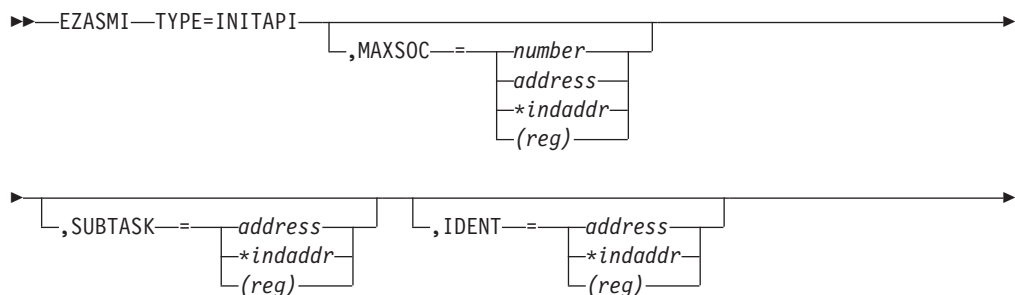 EZASMI TYPE=INITAPI
,MAXSOC = number
address
*indaddr
(reg)
,SUBTASK = address ,IDENT = address
*indaddr *indaddr
(reg) (reg)